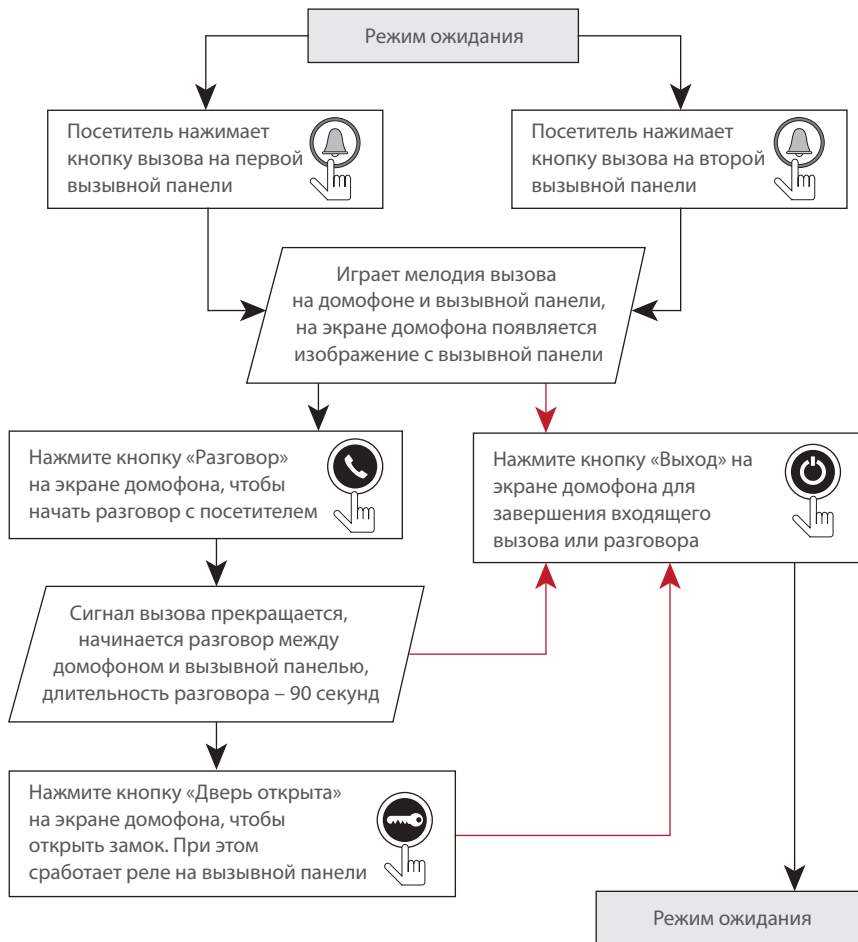 Режим ожидания
Посетитель нажимает
кнопку вызова на первой
вызывной панели
Посетитель нажимает
кнопку вызова на второй
вызывной панели
Играет мелодия вызова
на домофоне и вызывной панели,
на экране домофона появляется
изображение с вызывной панели
Нажмите кнопку «Разговор»
на экране домофона, чтобы
начать разговор с посетителем
Нажмите кнопку «Выход» на
экране домофона для
завершения входящего
вызова или разговора
Сигнал вызова прекращается,
начинается разговор между
домофоном и вызывной панелью,
длительность разговора – 90 секунд
Нажмите кнопку «Дверь открыта»
на экране домофона, чтобы
открыть замок. При этом
сработает реле на вызывной панели
Режим ожидания